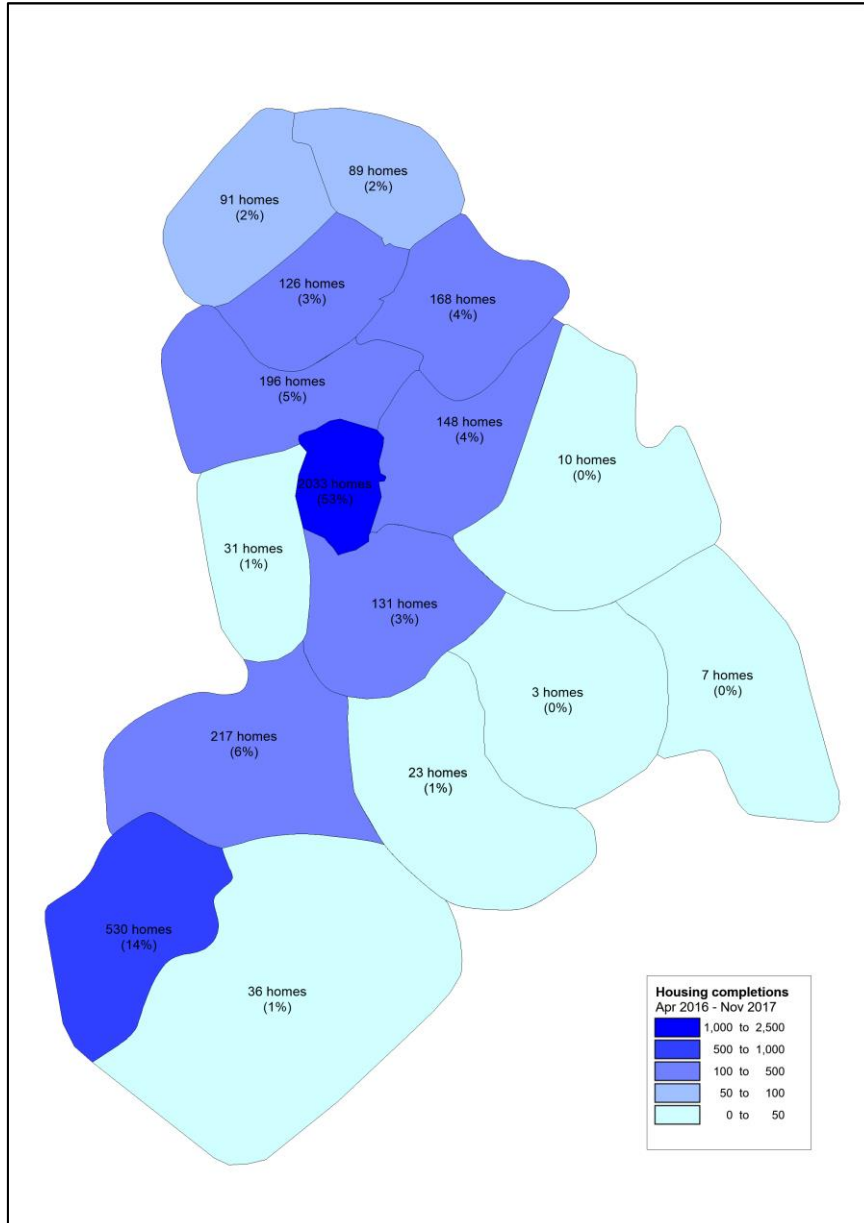 89 homes
(2%)
91 homes
(2%)
126 homes
(3%)
168 homes
(4%)
196 homes
(5%)
148 homes
(4%)
10 homes
(0%)
2033 homes
(53%)
31 homes
(1%)
131 homes
(3%)
7 homes
(0%)
3 homes
(0%)
217 homes
(6%)
23 homes
(1%)
530 homes
(14%)
36 homes
(1%)
Housing completions
Apr 2016 - Nov 2017
1,000 to 2,500
500 to 1,000
100 to 500
50 to 100
0 to 50